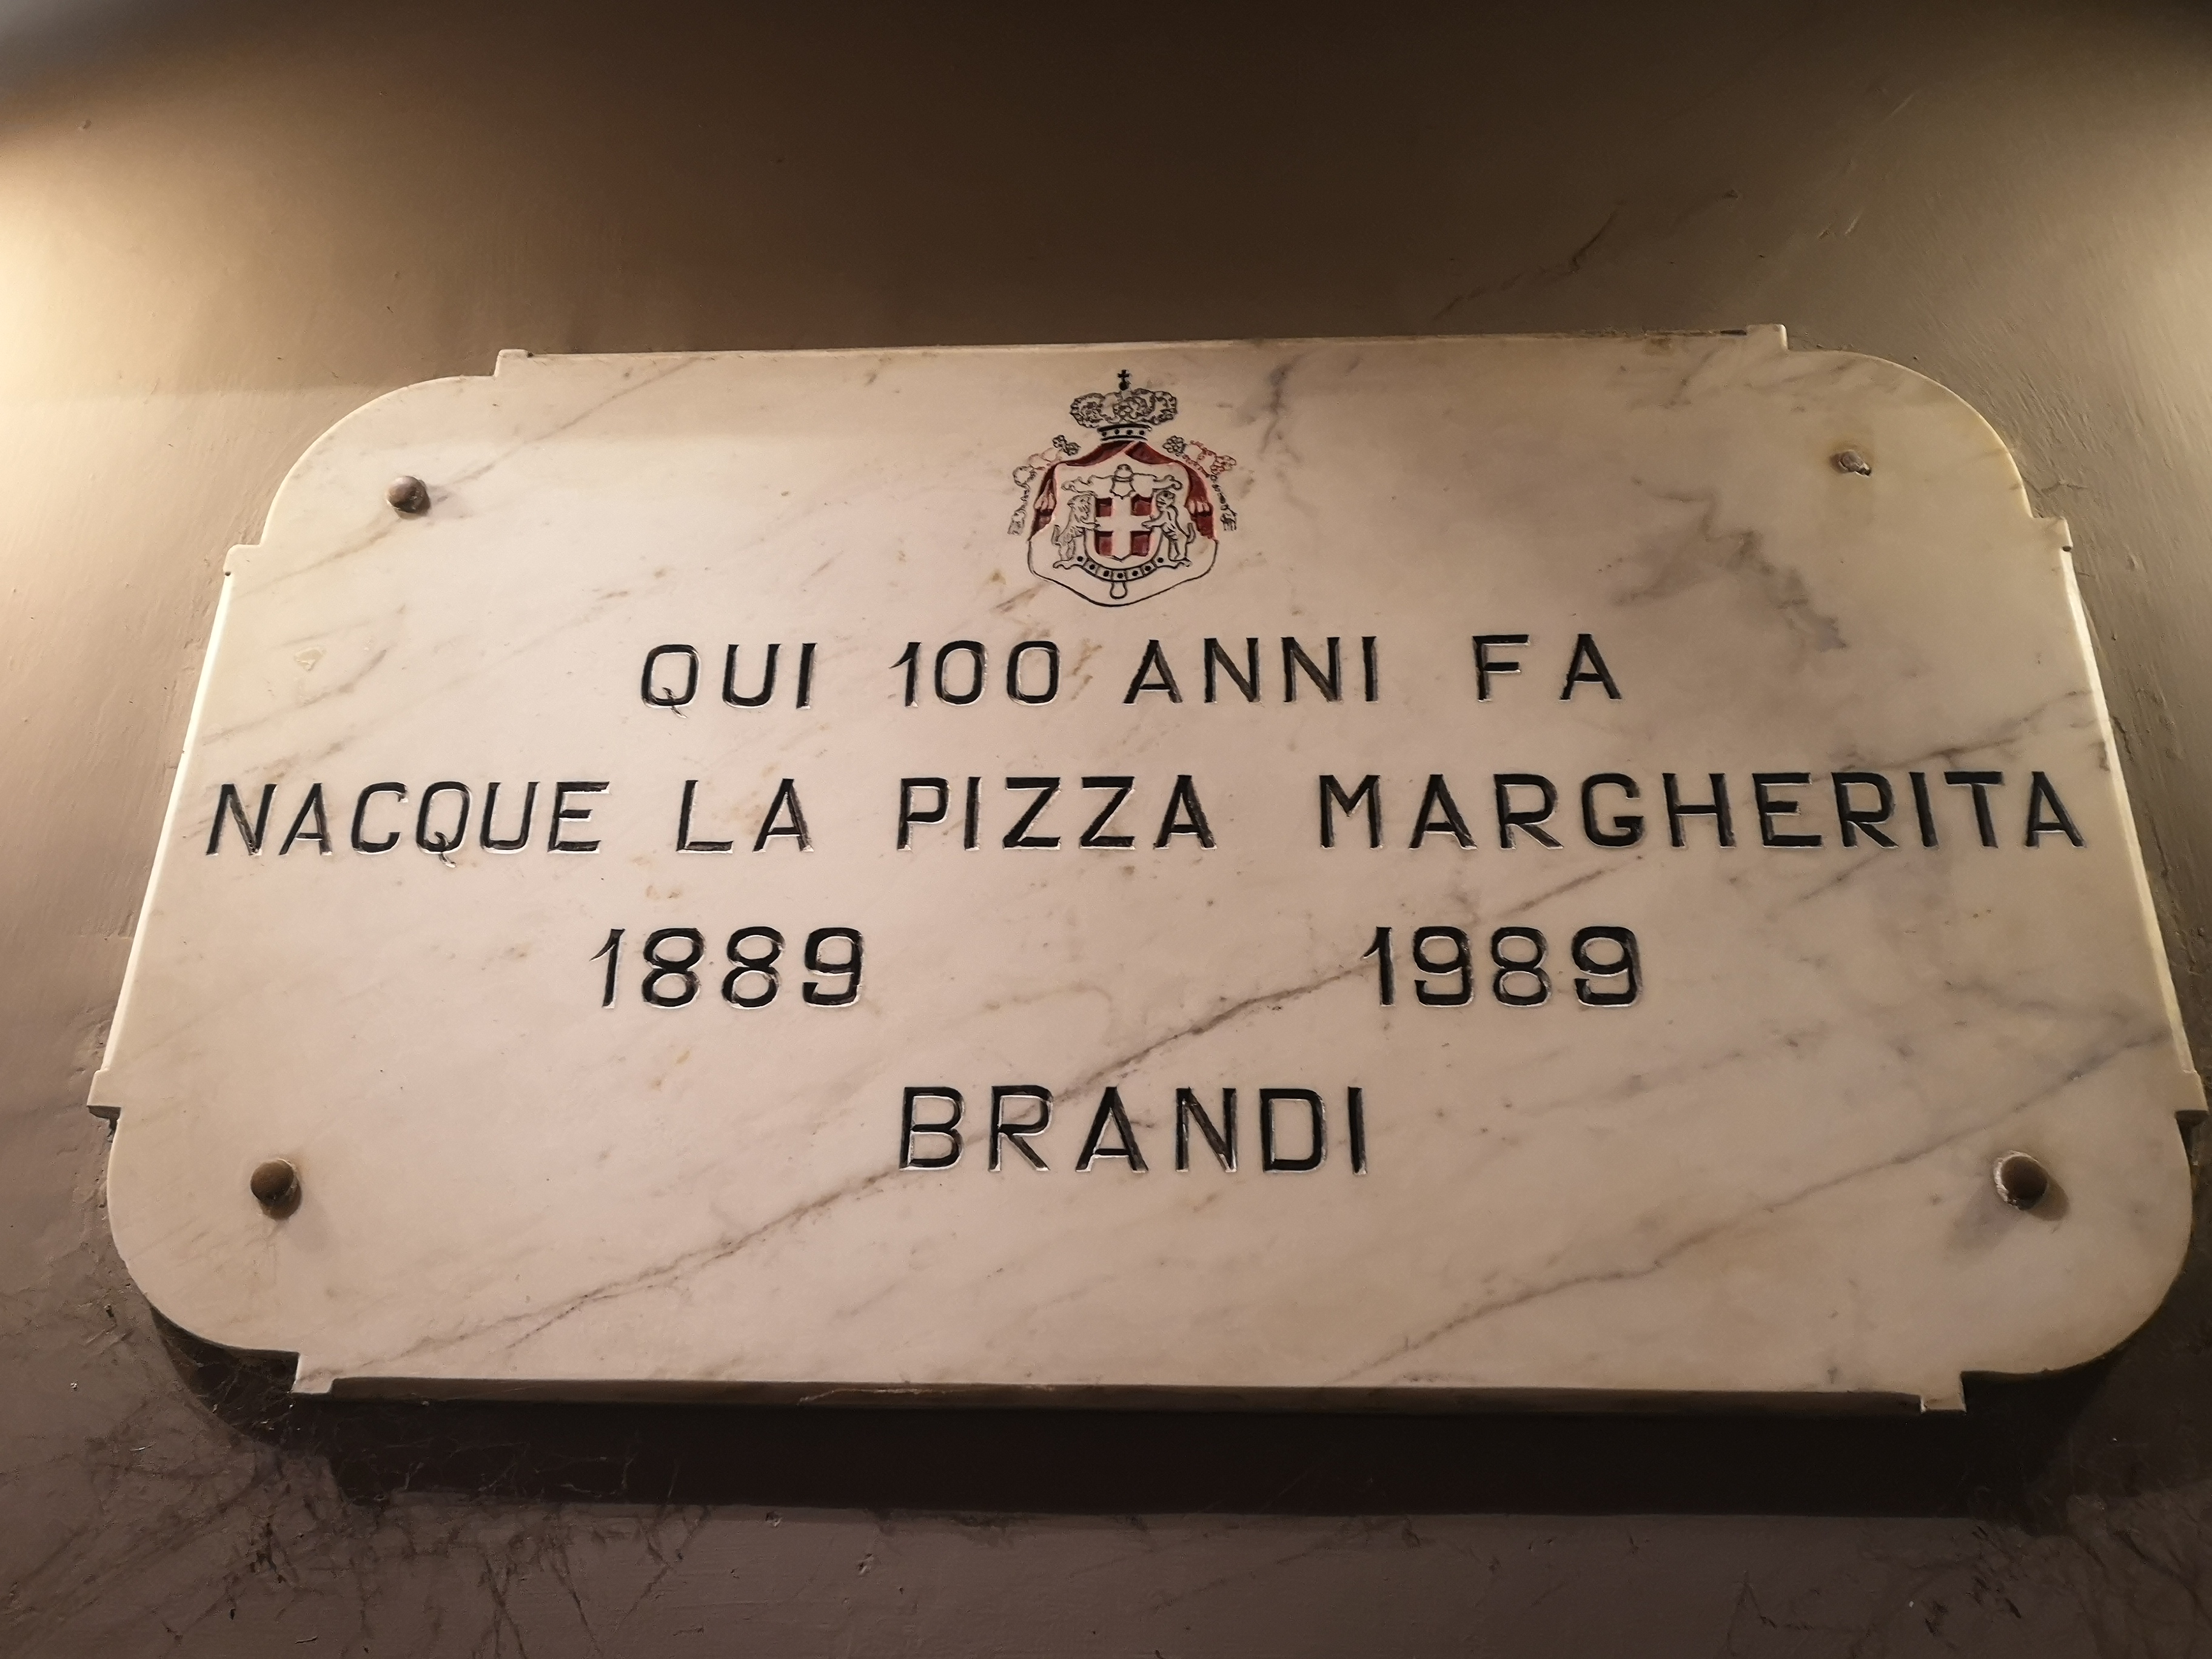 QUI 100 ANNI FA
NACQUE LA PIZZA MARGHERITA
1889 1989
BRANDI